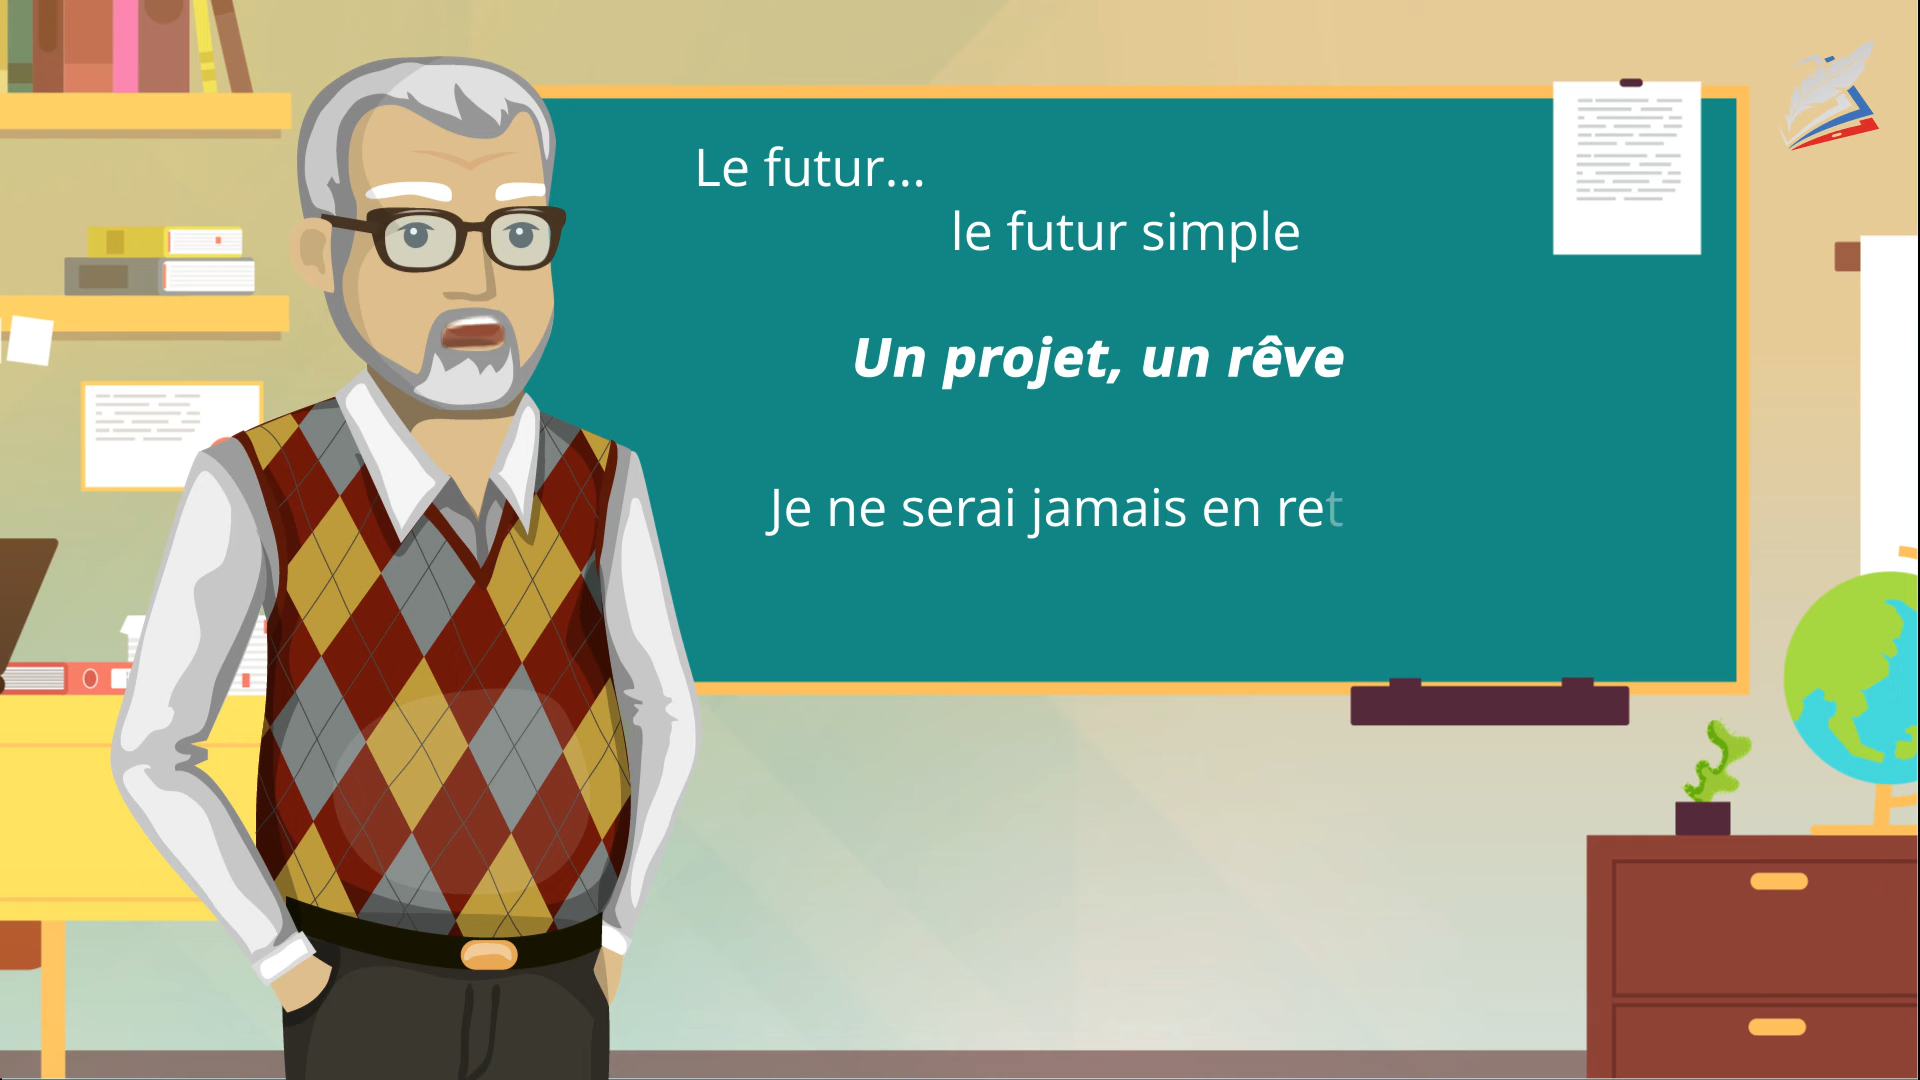 Le futur...
le futur simple
Un projet, un rêve
Je ne serai jamais en ret